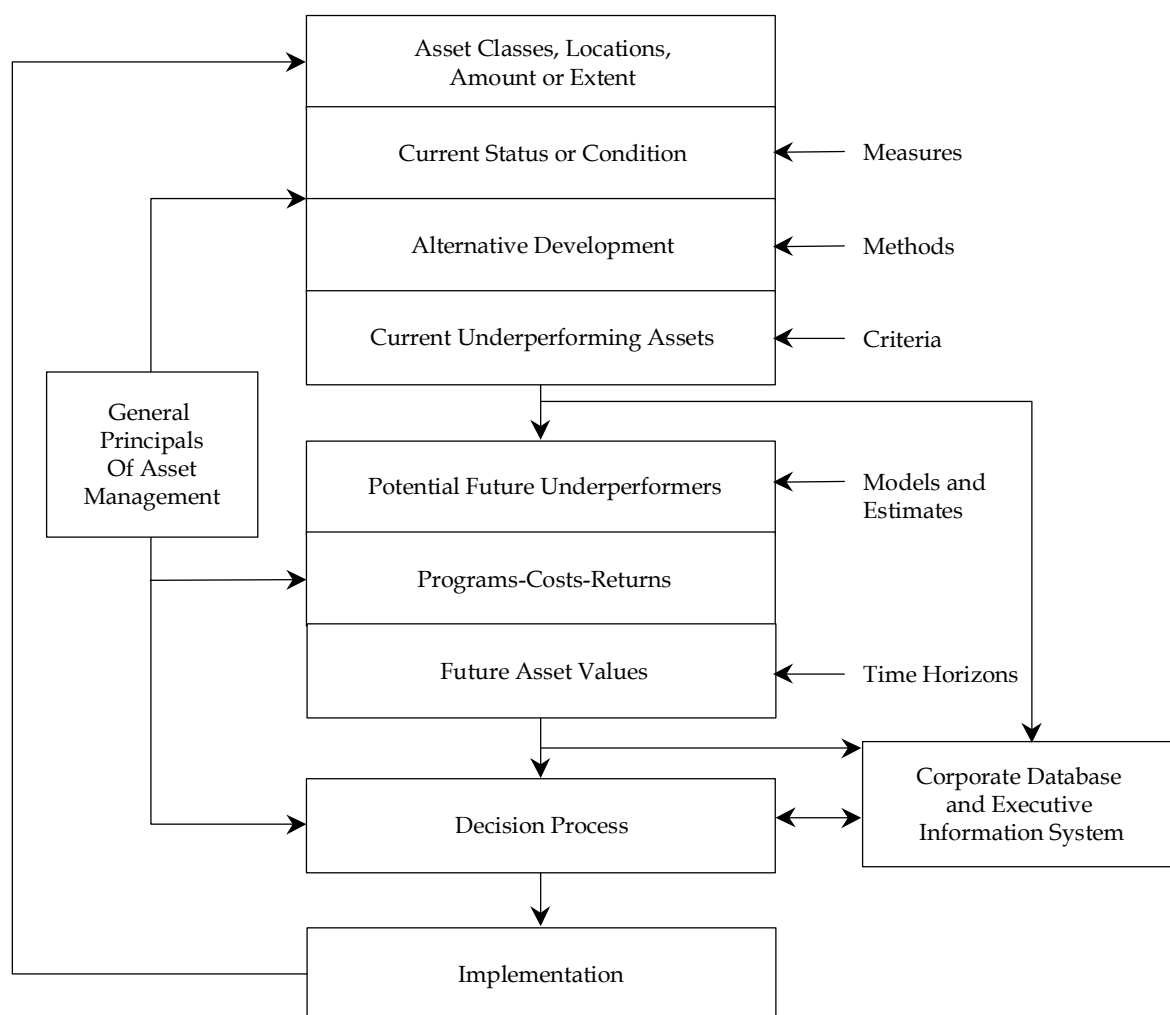 Asset Classes, Locations,
Amount or Extent
Current Status or Condition
Measures
Alternative Development
Methods
Current Underperforming Assets
Criteria
General
Principals
Of Asset
Management
Potential Future Underperformers
Models and
Estimates
Programs-Costs-Returns
Future Asset Values
Time Horizons
Corporate Database
and Executive
Information System
Decision Process
Implementation